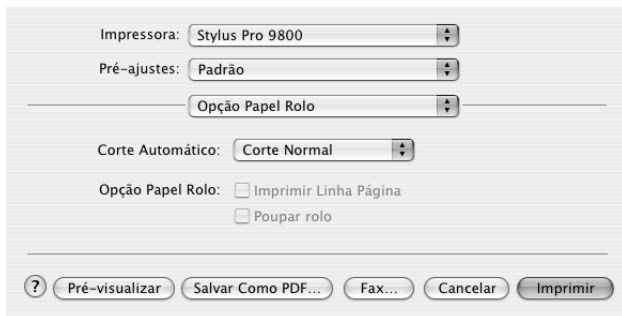 Impressora: Stylus Pro 9800
Pré-ajustes: Padrão
Opção Papel Rolo
Corte Automático: Corte Normal
Opção Papel Rolo: Imprimir Linha Página
Poupar rolo
? Pré-visualizar Salvar Como PDF... Fax... Cancelar Imprimir